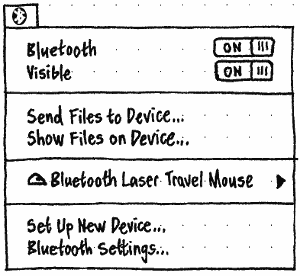 Bluetooth ON
Visible ON
Send Files to Device...
Show Files on Device...
Bluetooth Laser Travel Mouse
Set Up New Device...
Bluetooth Settings...